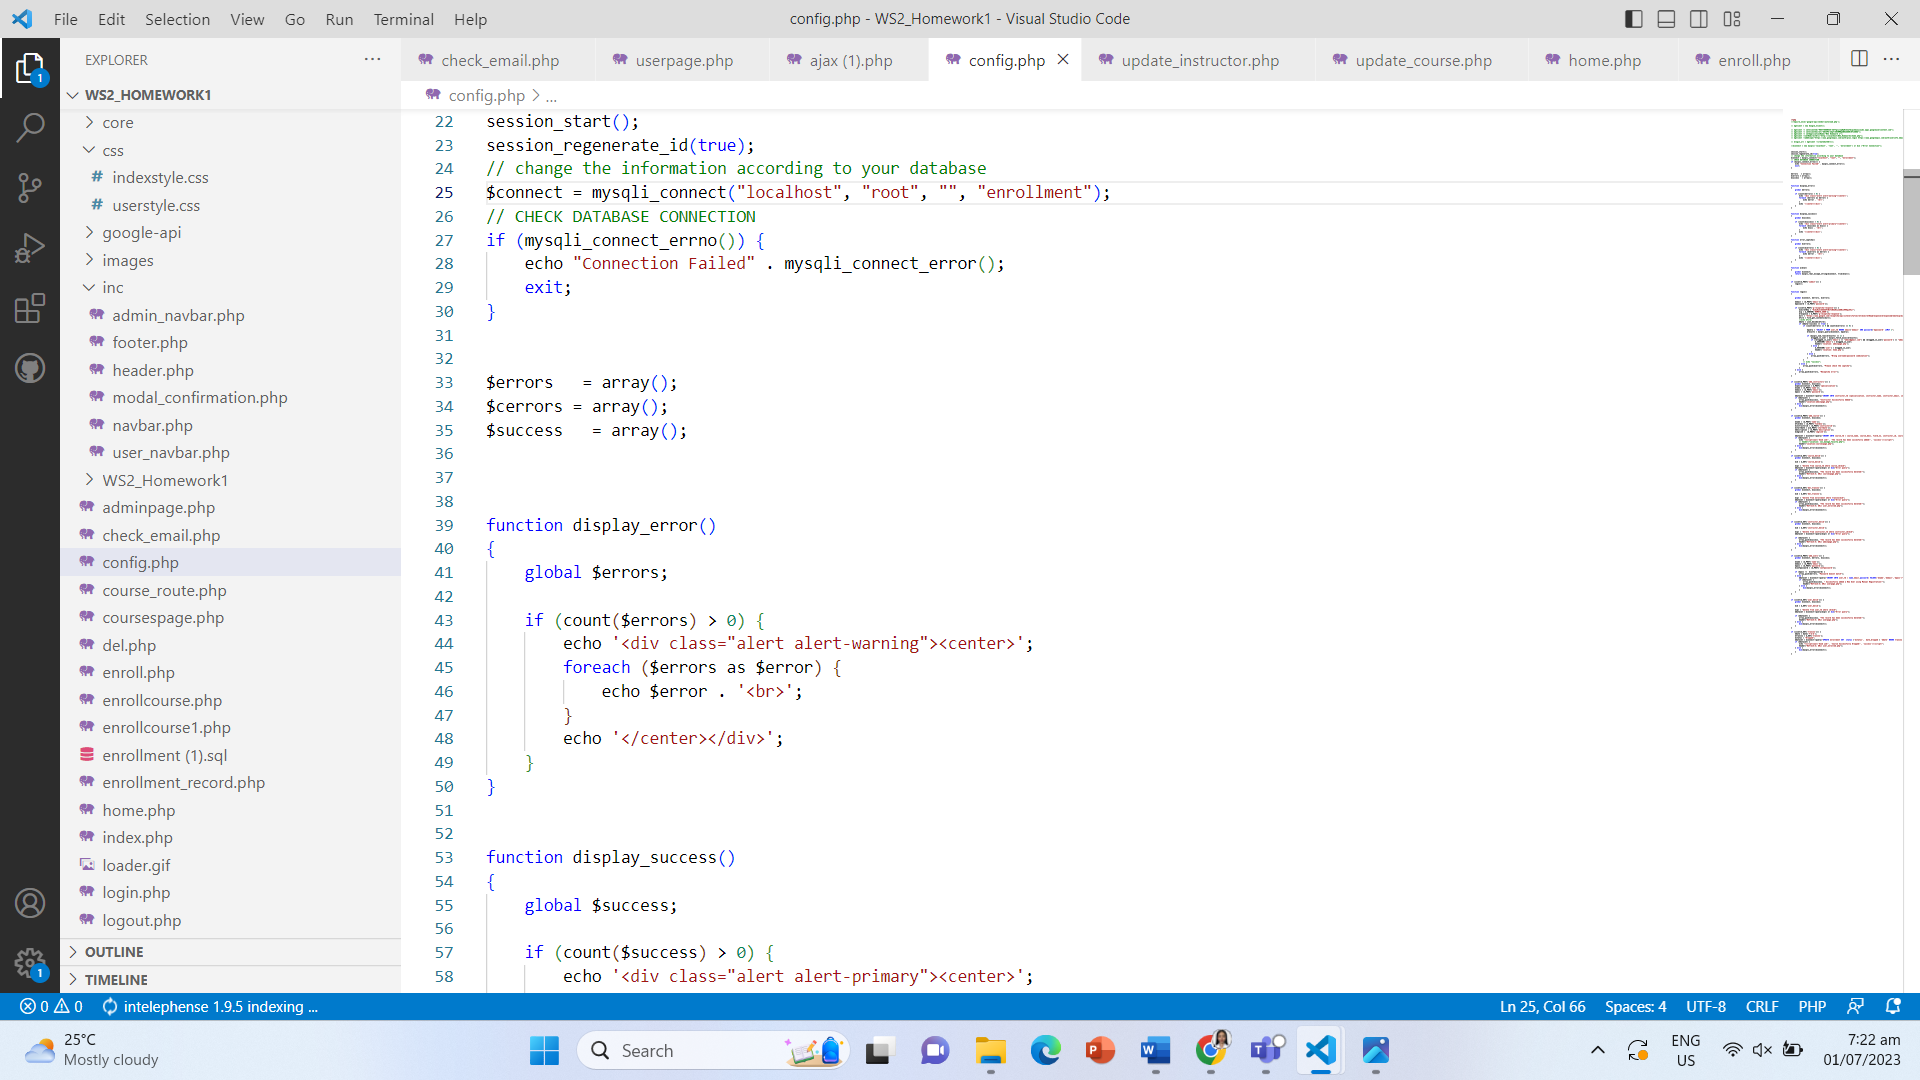 File Edit Selection View Go Run Terminal Help
config.php - WS2_Homework1 - Visual Studio Code
EXPLORER
WS2_HOMEWORK1
core
css
indexstyle.css
userstyle.css
google-api
images
inc
admin_navbar.php
footer.php
header.php
modal_confirmation.php
navbar.php
user_navbar.php
WS2_Homework1
adminpage.php
check_email.php
config.php
course_route.php
coursespage.php
del.php
enroll.php
enrollcourse.php
enrollcourse1.php
enrollment (1).sql
enrollment_record.php
home.php
index.php
loader.gif
login.php
logout.php
OUTLINE
TIMELINE
1
1
check_email.php userpage.php ajax (1).php config.php update_instructor.php update_course.php home.php enroll.php
config.php > ...
22 session_start();
23 session_regenerate_id(true);
24 // change the information according to your database
25 $connect = mysqli_connect("localhost", "root", "", "enrollment");
26 // CHECK DATABASE CONNECTION
27 if (mysqli_connect_errno()) {
28 echo "Connection Failed" . mysqli_connect_error();
29 exit;
30 }
31
32
33 $errors   = array();
34 $cerrors = array();
35 $success   = array();
36
37
38
39 function display_error()
40 {
41 global $errors;
42
43 if (count($errors) > 0) {
44 echo '<div class="alert alert-warning"><center>';
45 foreach ($errors as $error) {
46 echo $error . '<br>';
47 }
48 echo '</center></div>';
49 }
50 }
51
52
53 function display_success()
54 {
55 global $success;
56
57 if (count($success) > 0) {
58 echo '<div class="alert alert-primary"><center>';
0 0 intelephense 1.9.5 indexing ...
Ln 25, Col 66 Spaces: 4 UTF-8 CRLF PHP
25°C
Mostly cloudy
Search
ENG
US
7:22 am
01/07/2023